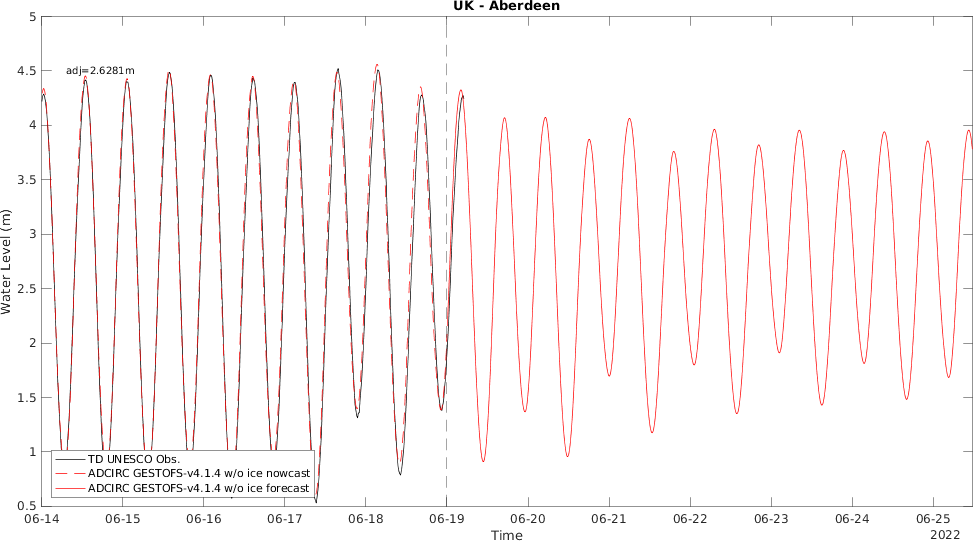 UK - Aberdeen
5
4.5
4
3.5
3
2.5
2
1.5
1
0.5
Water Level (m)
adj=2.6281m
TD UNESCO Obs.
ADCIRC GESTOFS-v4.1.4 w/o ice nowcast
ADCIRC GESTOFS-v4.1.4 w/o ice forecast
06-14 06-15 06-16 06-17 06-18 06-19 06-20 06-21 06-22 06-23 06-24 06-25
Time
2022